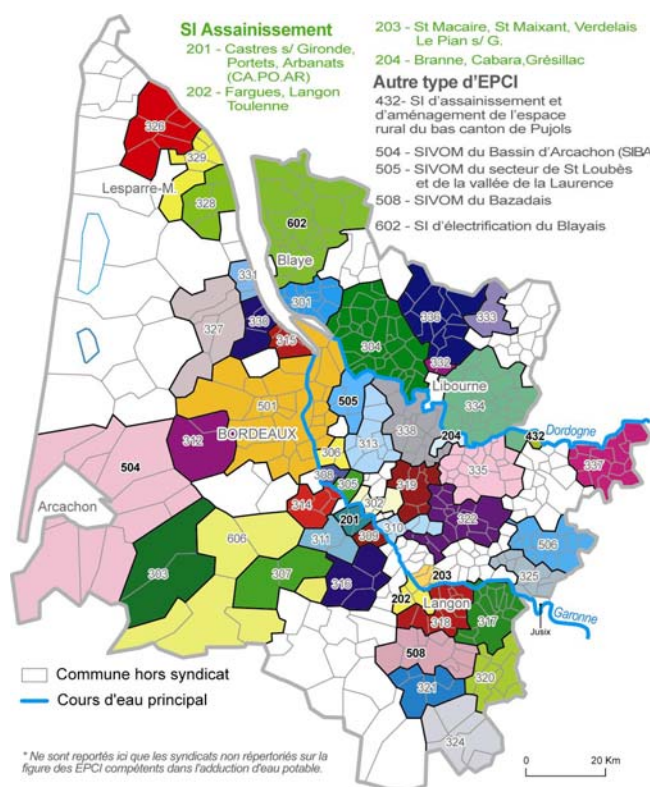 SI Assainissement
201 - Castres s/ Gironde,
Portets, Arbanats
(CA.PO.AR)
202 - Fargues, Langon
Toulenne
203 - St Macaire, St Maixant, Verdelais
Le Pian s/ G.
204 - Branne, Cabara,Grésillac
Autre type d'EPCI
432- SI d'assainissement et
d'aménagement de l'espace
rural du bas canton de Pujols
504 - SIVOM du Bassin d'Arcachon (SIBA
505 - SIVOM du secteur de St Loubès
et de la vallée de la Laurence
508 - SIVOM du Bazadais
602 - SI d'électrification du Blayais
326
329
Lesparre-M.
328
602
Blaye
331
301
327
330
315
304
336
333
332
Libourne
334
501
505
BORDEAUX
312
306
313
338
204
432
Dordogne
504
308
305
302
319
335
337
Arcachon
314
201
310
322
606
311
309
506
303
307
316
203
325
202
Langon
318
317
Jusix
Garonne
508
320
321
324
Commune hors syndicat
Cours d'eau principal
* Ne sont reportés ici que les syndicats non répertoriés sur la
figure des EPCI compétents dans l'adduction d'eau potable.
0 20 Km